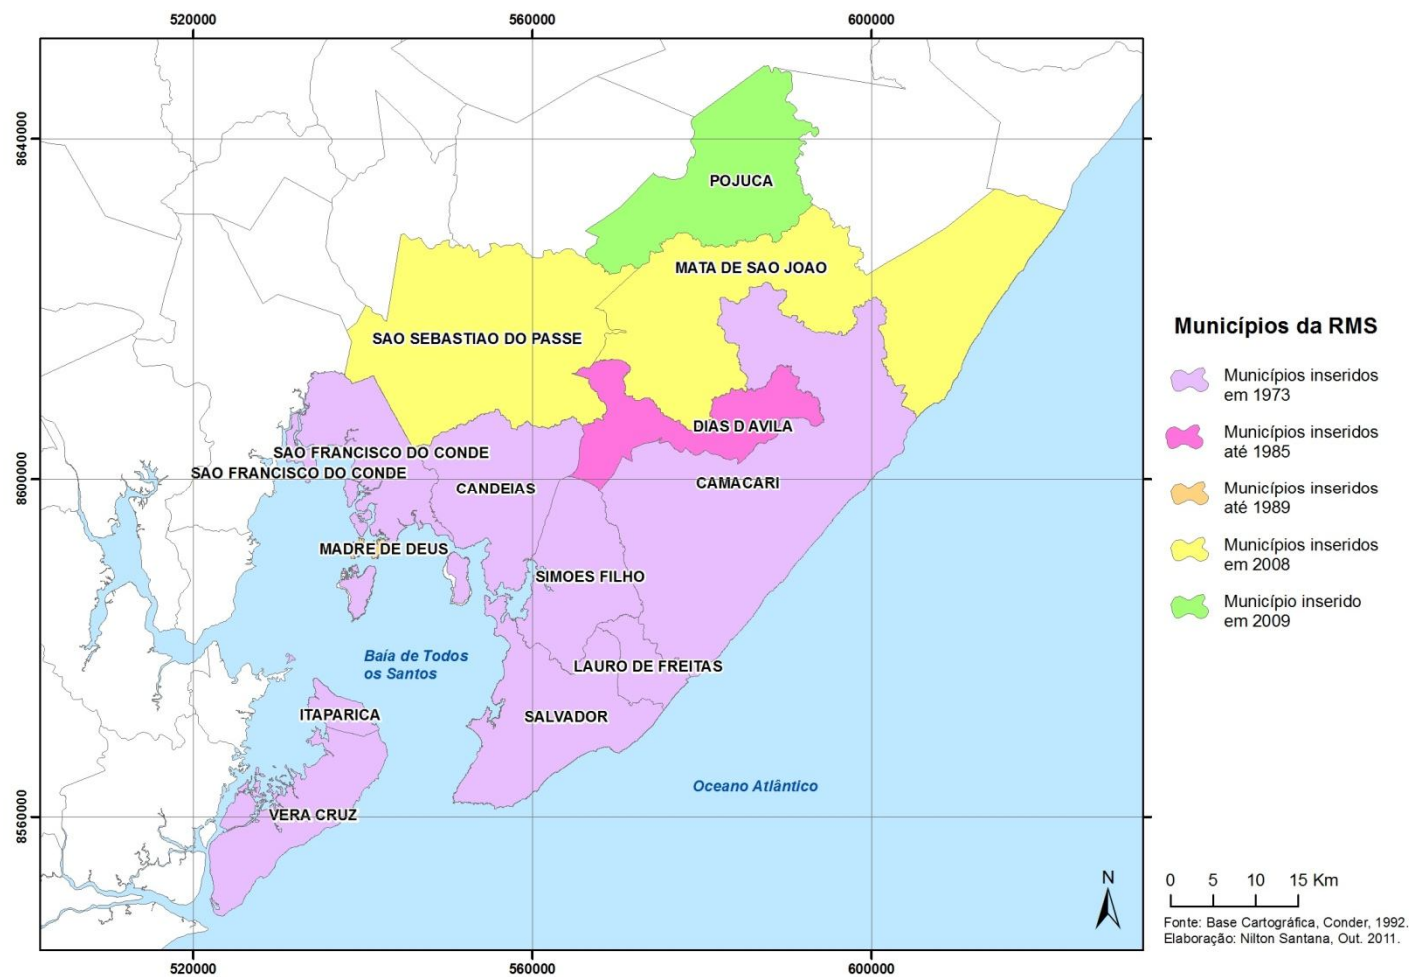 520000
560000
600000
8640000
8600000
8560000
POJUCA
MATA DE SAO JOAO
SAO SEBASTIAO DO PASSE
DIAS D AVILA
SAO FRANCISCO DO CONDE
SAO FRANCISCO DO CONDE
CANDEIAS
CAMACARI
MADRE DE DEUS
SIMOES FILHO
Baía de Todos
os Santos
LAURO DE FREITAS
ITAPARICA
SALVADOR
Oceano Atlântico
VERA CRUZ
N
520000
560000
600000
Municípios da RMS
Municípios inseridos
em 1973
Municípios inseridos
até 1985
Municípios inseridos
até 1989
Municípios inseridos
em 2008
Município inserido
em 2009
0 5 10 15 Km
Fonte: Base Cartográfica, Conder, 1992.
Elaboração: Nilton Santana, Out. 2011.